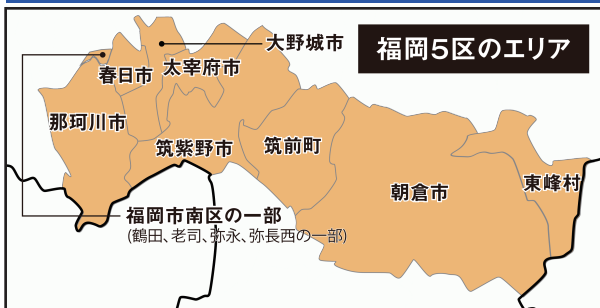 福岡5区のエリア
大野城市
春日市
太宰府市
那珂川市
筑紫野市
筑前町
朝倉市
東峰村
福岡市南区の一部
(鶴田、老司、弥永、弥長西の一部)